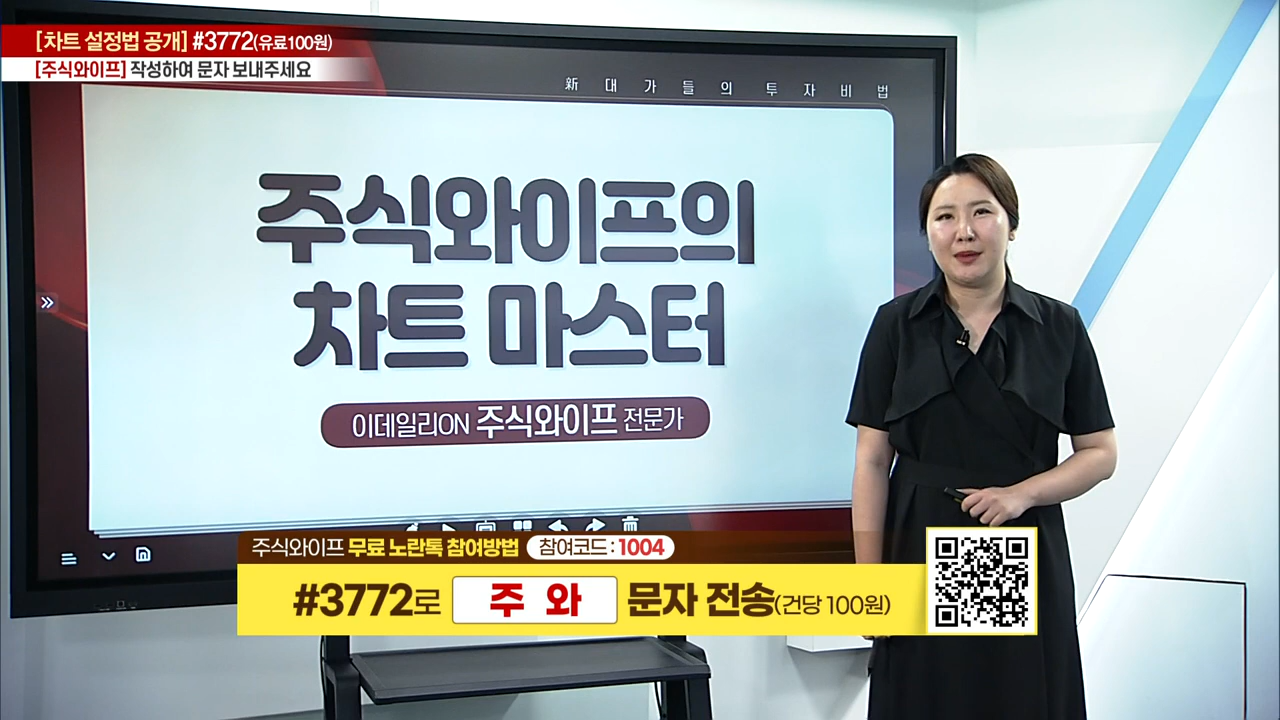 [차트 설정법 공개] #3772(유료100원)
[주식와이프] 작성하여 문자 보내주세요
新대가들의 투자비법
주식와이프의
차트 마스터
이데일리ON 주식와이프 전문가
주식와이프 무료 노란톡 참여방법 참여코드 : 1004
#3772로 주 와 문자 전송(건당 100원)